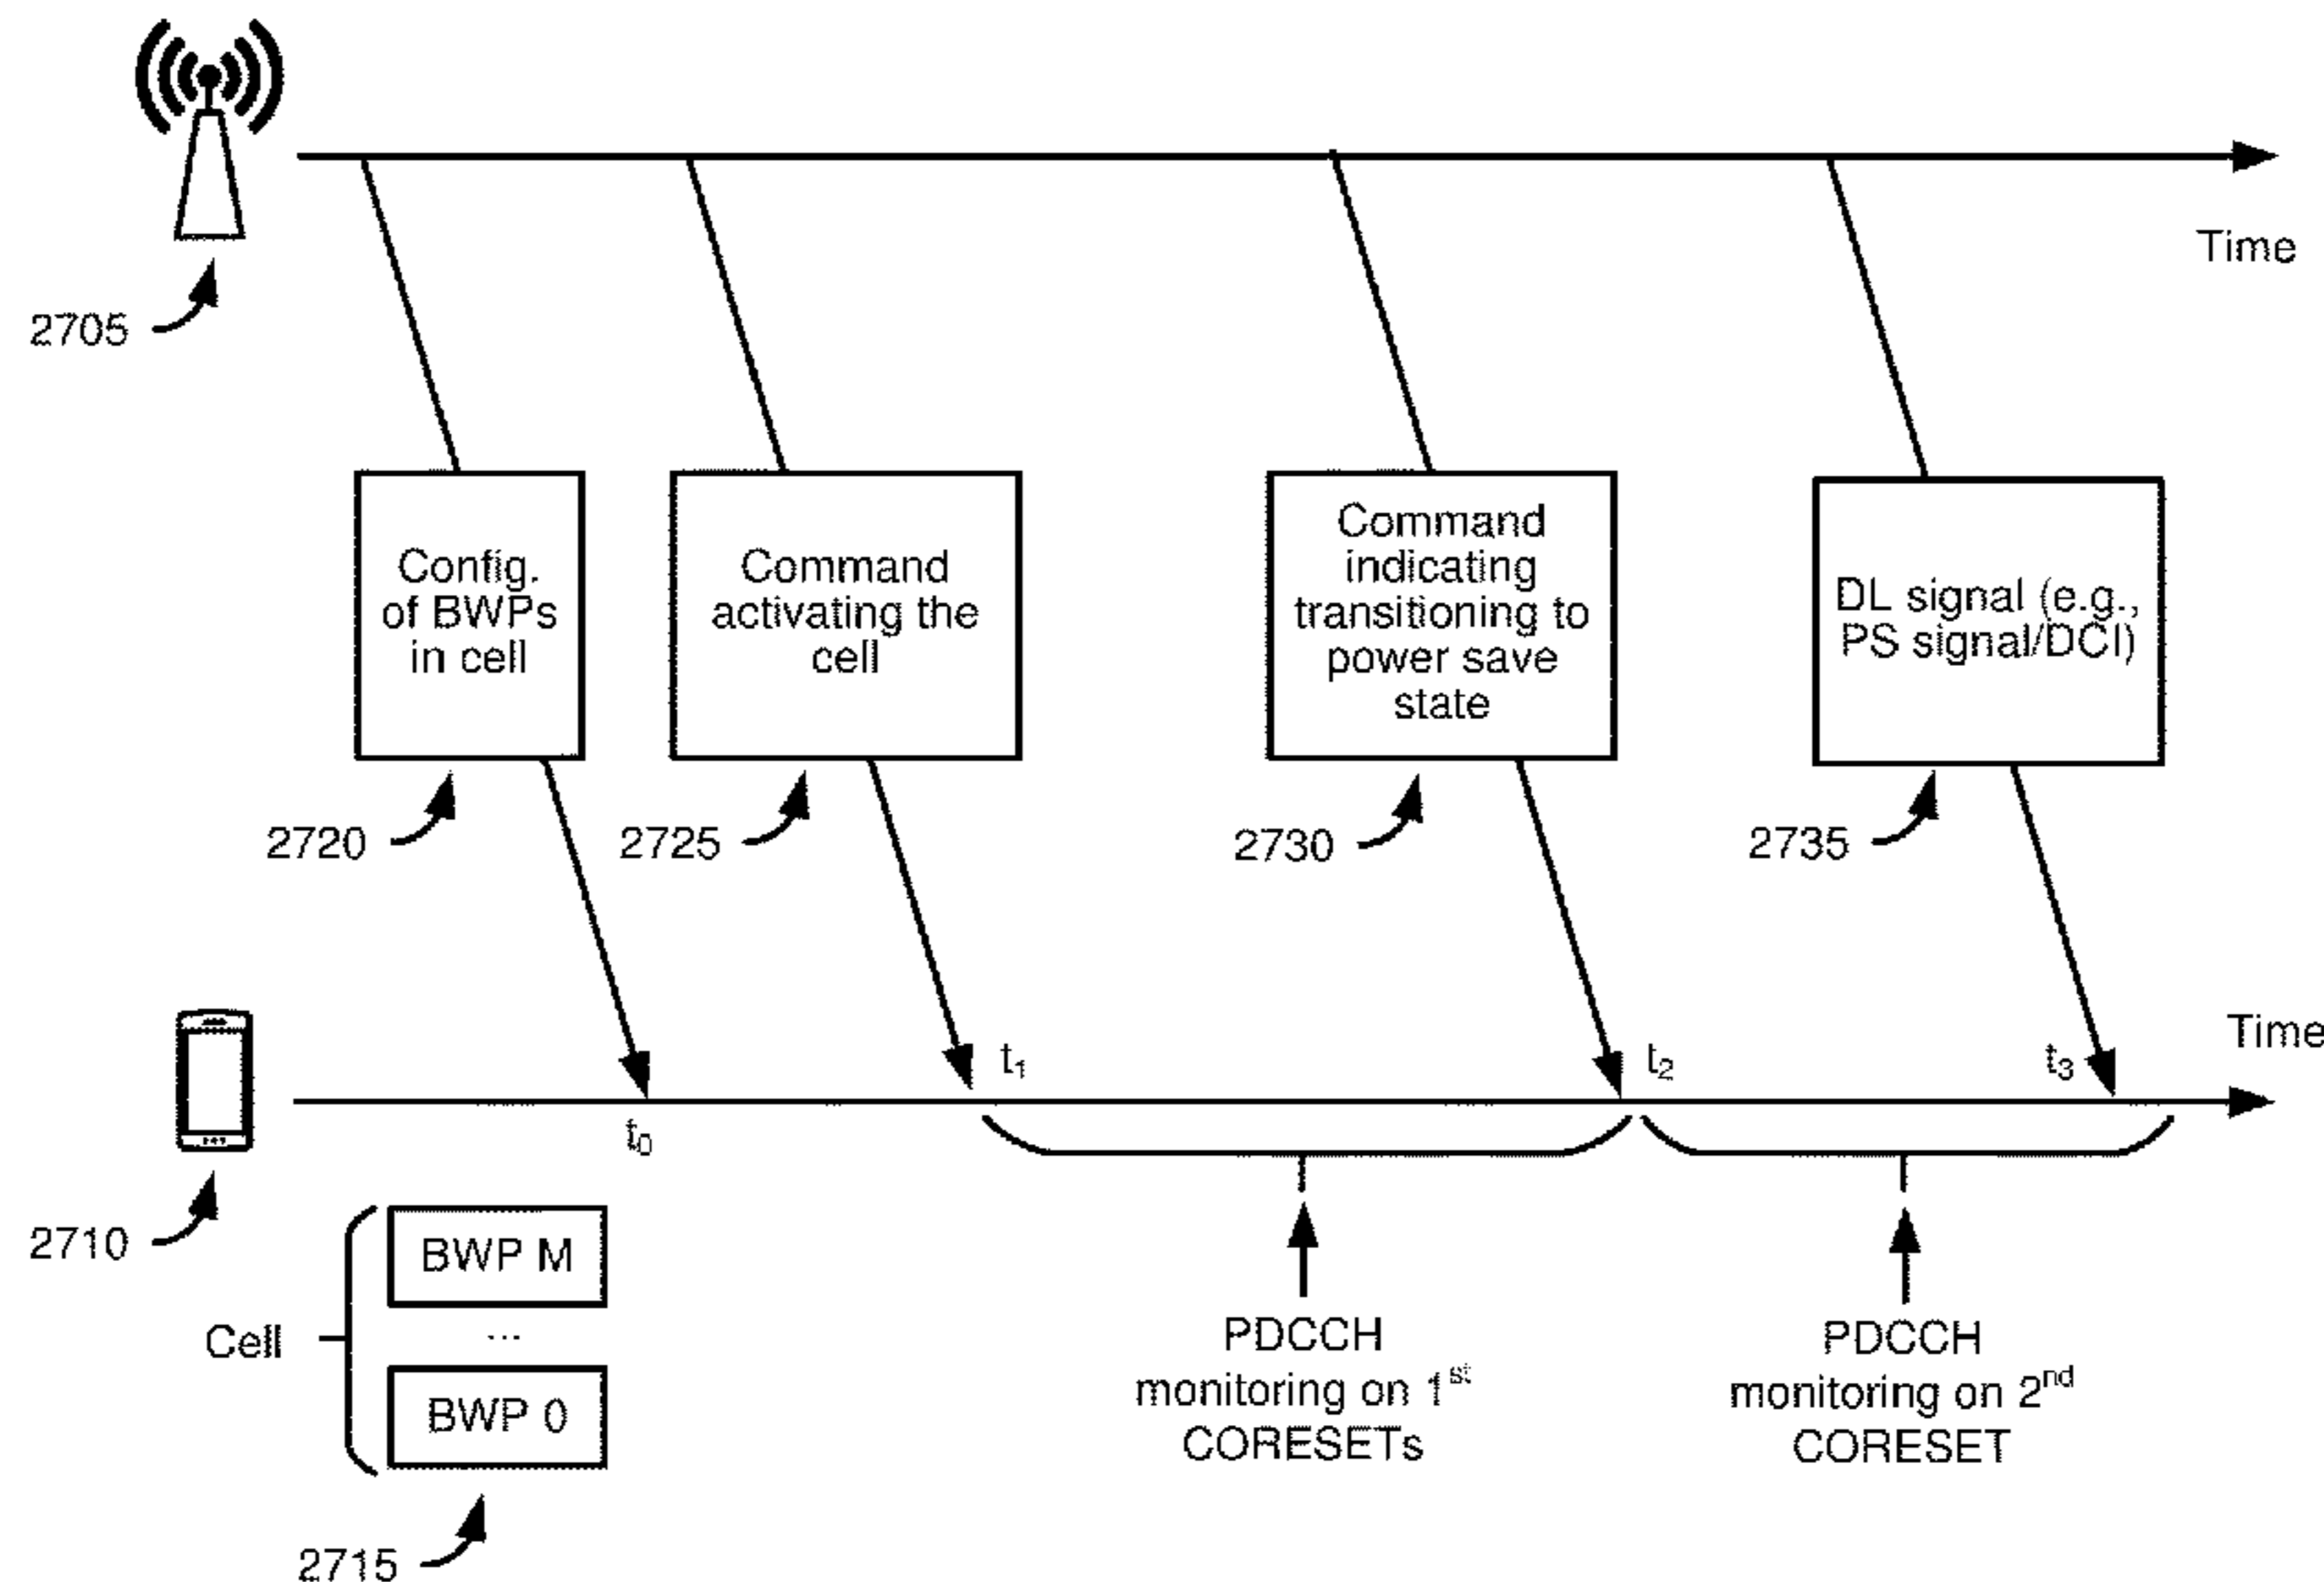 Time
2705
Config.
of BWPs
in cell
Command
activating the
cell
Command
indicating
transitioning to
power save
state
DL signal (e.g.,
PS signal/DCI)
2720
2725
2730
2735
Time
t₁
t₂
t₃
t₀
2710
Cell
BWP M
...
BWP 0
2715
PDCCH
monitoring on 1ˢᵗ
CORESETs
PDCCH
monitoring on 2ⁿᵈ
CORESET